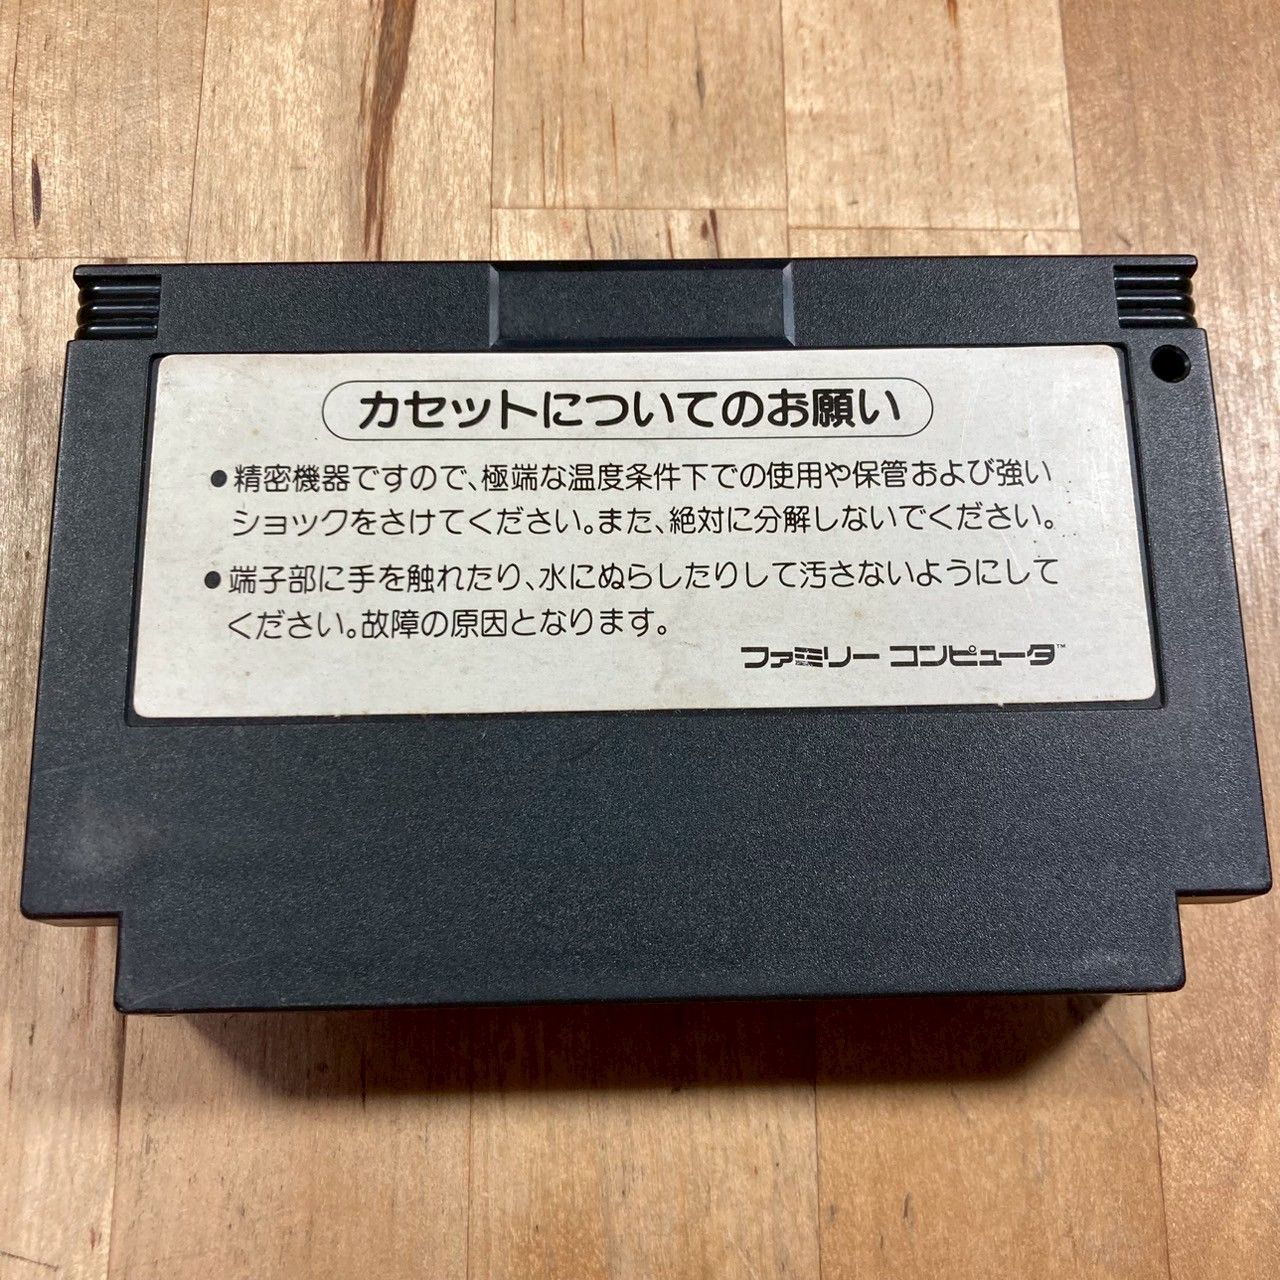 カセットについてのお願い
●精密機器ですので、極端な温度条件下での使用や保管および強い
ショックをさけてください。また、絶対に分解しないでください。
●端子部に手を触れたり、水にぬらしたりして汚さないようにして
ください。故障の原因となります。
ファミリー コンピュータ™